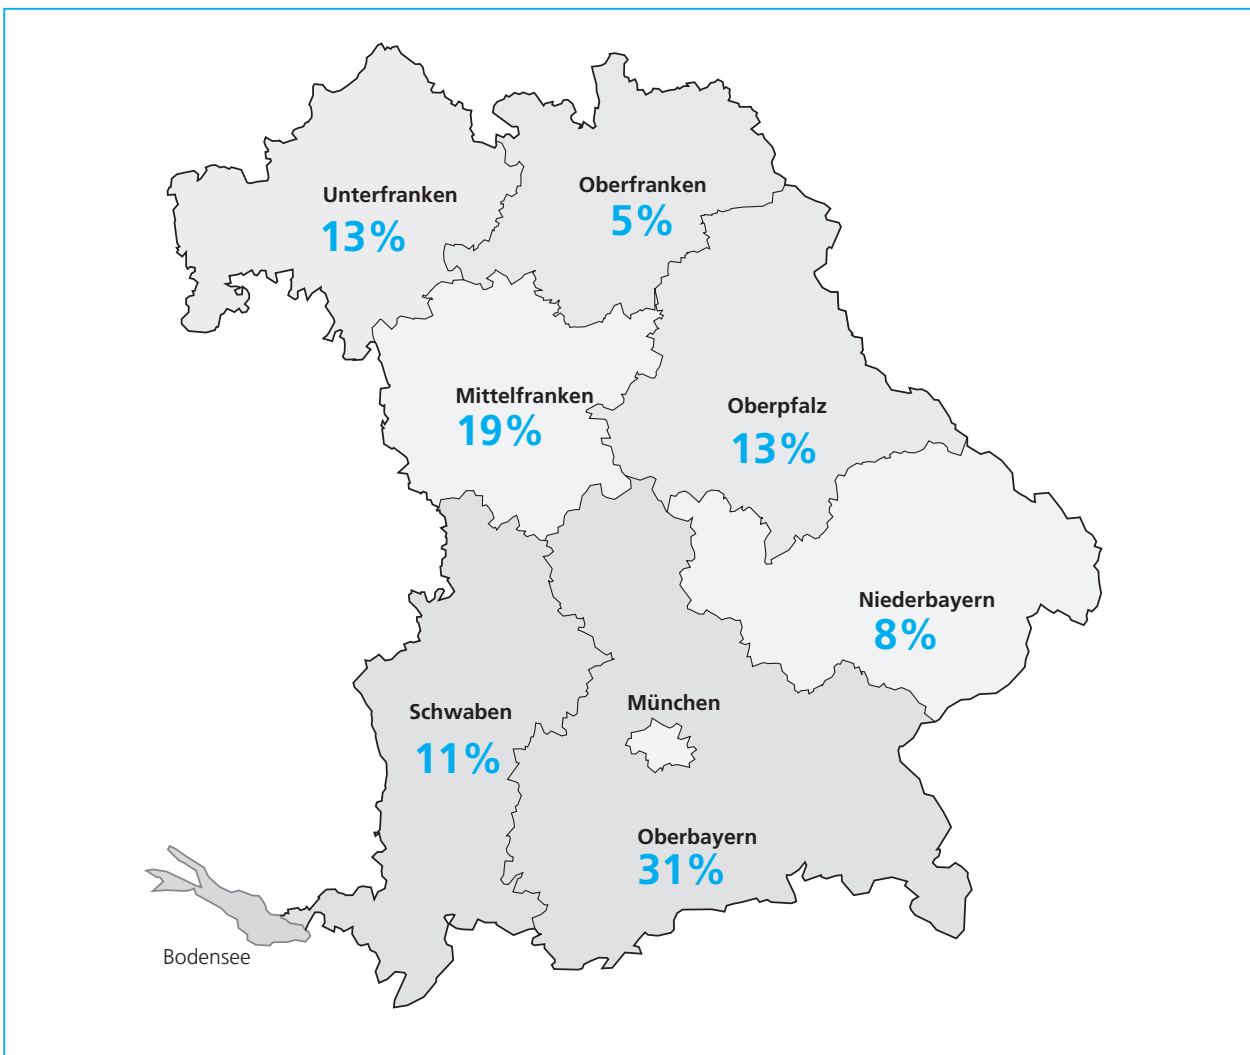 Unterfranken
13%
Oberfranken
5%
Mittelfranken
19%
Oberpfalz
13%
Niederbayern
8%
Schwaben
11%
München
Oberbayern
31%
Bodensee